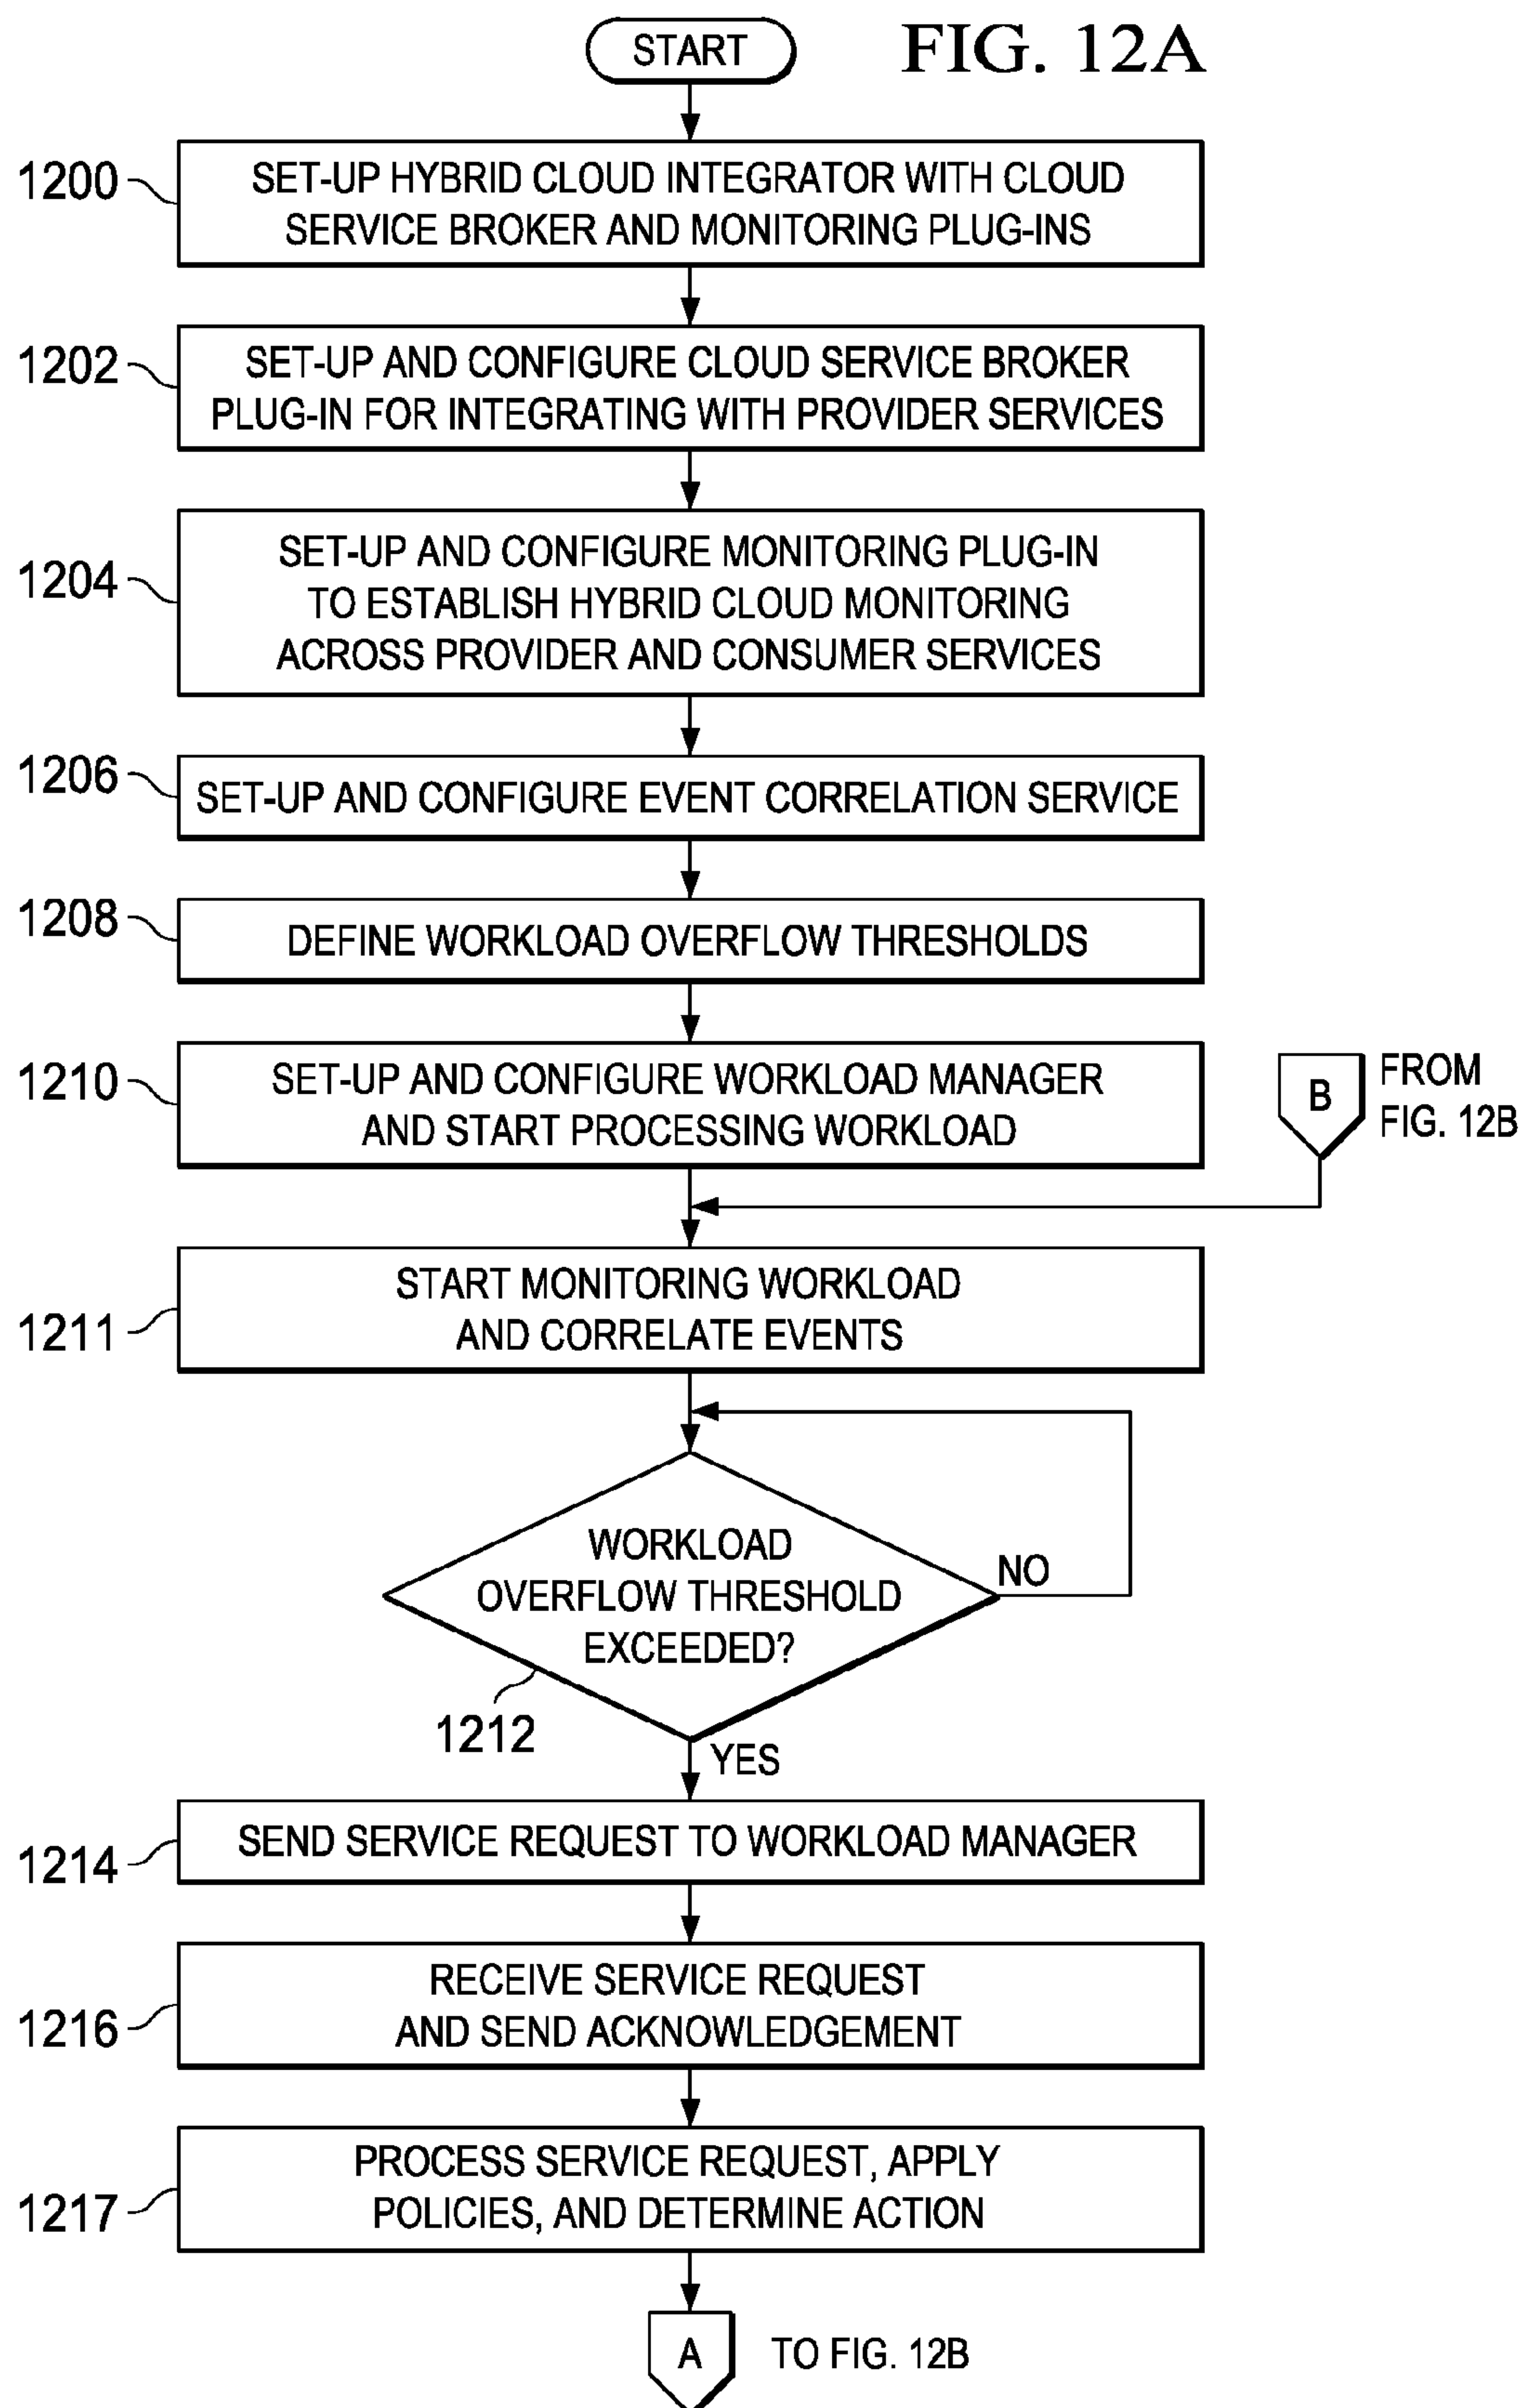 START
FIG. 12A
1200
SET-UP HYBRID CLOUD INTEGRATOR WITH CLOUD
SERVICE BROKER AND MONITORING PLUG-INS
1202
SET-UP AND CONFIGURE CLOUD SERVICE BROKER
PLUG-IN FOR INTEGRATING WITH PROVIDER SERVICES
1204
SET-UP AND CONFIGURE MONITORING PLUG-IN
TO ESTABLISH HYBRID CLOUD MONITORING
ACROSS PROVIDER AND CONSUMER SERVICES
1206
SET-UP AND CONFIGURE EVENT CORRELATION SERVICE
1208
DEFINE WORKLOAD OVERFLOW THRESHOLDS
1210
SET-UP AND CONFIGURE WORKLOAD MANAGER
AND START PROCESSING WORKLOAD
B
FROM
FIG. 12B
1211
START MONITORING WORKLOAD
AND CORRELATE EVENTS
WORKLOAD
OVERFLOW THRESHOLD
EXCEEDED?
NO
1212
YES
1214
SEND SERVICE REQUEST TO WORKLOAD MANAGER
1216
RECEIVE SERVICE REQUEST
AND SEND ACKNOWLEDGEMENT
1217
PROCESS SERVICE REQUEST, APPLY
POLICIES, AND DETERMINE ACTION
A
TO FIG. 12B